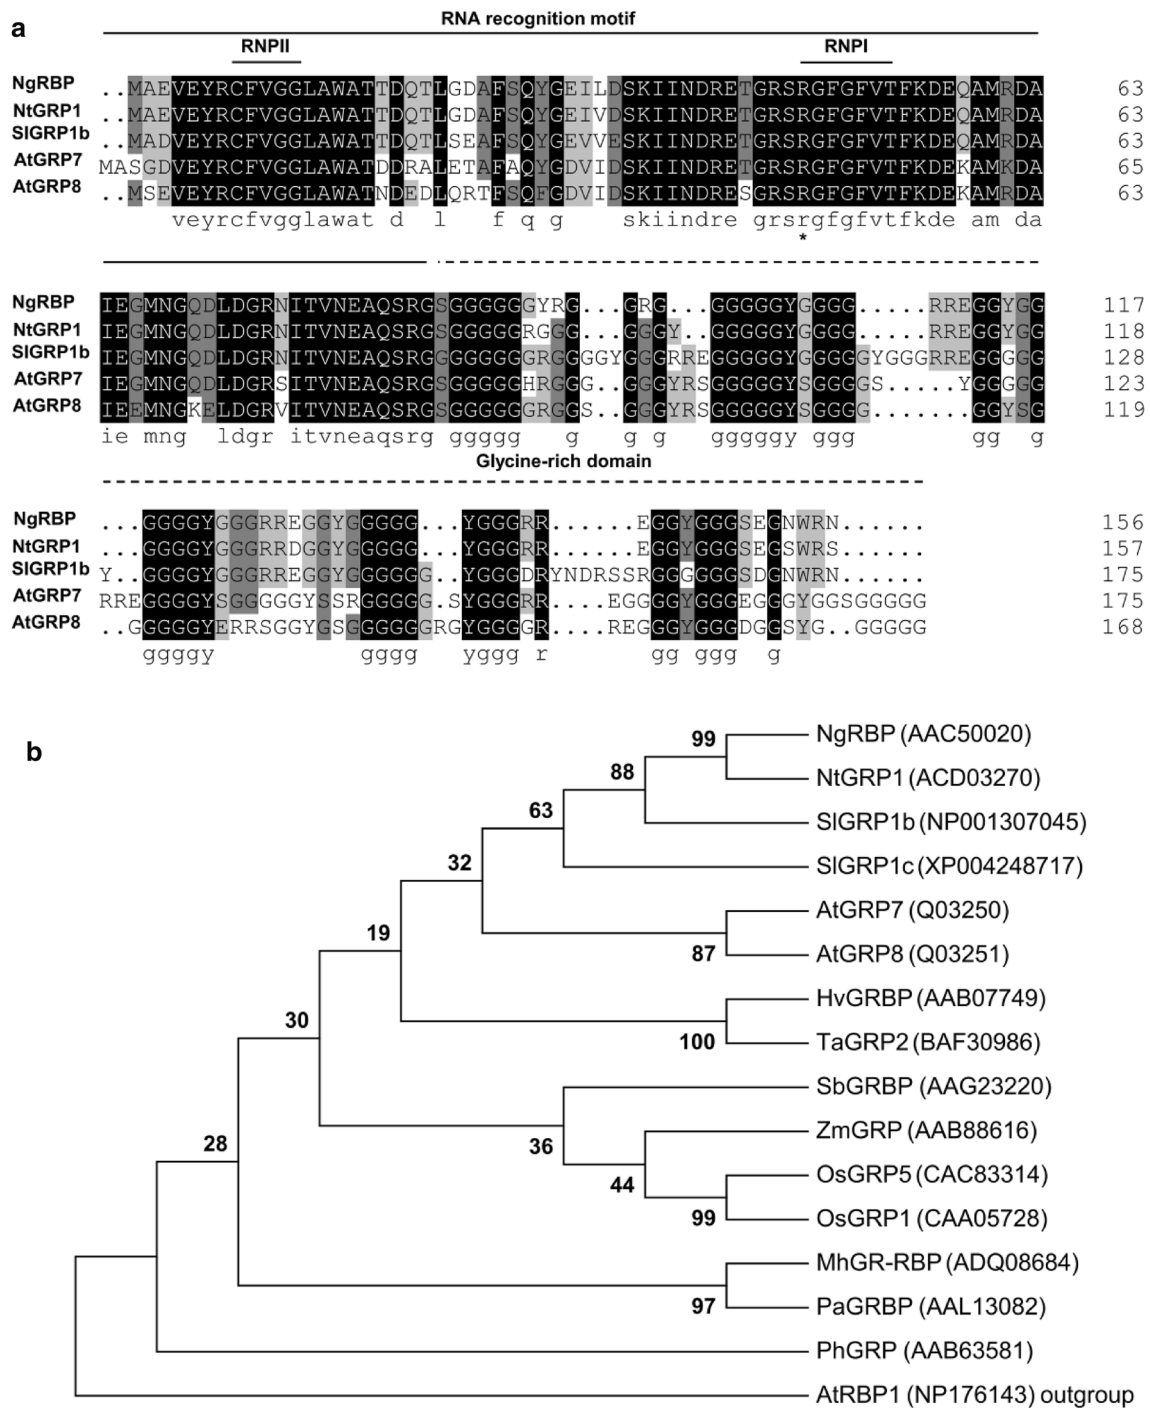 a
RNA recognition motif
RNPII RNPI
NgRBP ..MAEVEYRCFVGGLAWATTDQTLGDAFSQYGEILDSKIINDRETGRSRGFGFVTFKDEQAMRDA 63
NtGRP1 ..MAEVEYRCFVGGLAWATTDQTLGEAFSQYGEIVDSKIINDRETGRSRGFGFVTFKDEQAMRDA 63
SlGRP1b ..MADVEYRCFVGGLAWATTDQTLSEAFSQYGEVVESKIINDRETGRSRGFGFVTFKDEQAMRDA 63
AtGRP7 MASGDVEYRCFVGGLAWATDDRALETAFAQYGDVIDSKIINDRETGRSRGFGFVTFKDEKAMKDA 65
AtGRP8 ..MSEVEYRCFVGGLAWATNDEDLQRTFSQFGDVIDSKIINDRESGRSRGFGFVTFKDEKAMRDA 63
veyrcfvgglawat d l f q g skiindre grsrgfgfvtfkde am da
*
NgRBP IEGMNGQDLDGRNITVNEAQSRGSGGGGGGYRG...GRG...GGGGGYGGGG.....RREGGYGG 117
NtGRP1 IEGMNGQDLDGRNITVNEAQSRGSGGGGGRGGG...GGGY..GGGGGYGGGG.....RREGGYGG 118
SlGRP1b IEGMNGQDLDGRNITVNEAQSRGGGGGGGGRGGGGYGGGRREGGGGGYGGGGGYGGGRREGGGGG 128
AtGRP7 IEGMNGQDLDGRSITVNEAQSRGSGGGGGHRGGG..GGGYRSGGGGGYSGGGGS.....YGGGGG 123
AtGRP8 IEEMNGKELDGRVITVNEAQSRGSGGGGGGRGGS..GGGYRSGGGGGYSGGGG.......GGYSG 119
ie mng ldgr itvneaqsrg ggggg g g g gggggy ggg gg g
Glycine-rich domain
NgRBP ...GGGGYGGGRREGGYGGGGGG...YGGGRR......EGGYGGGSEGNWRN...... 156
NtGRP1 ...GGGGYGGGRRDGGYGGGGGG...YGGGRR......EGGYGGGSEGSWRS...... 157
SlGRP1b Y..GGGGYGGGRREGGYGGGGGGG..YGGGDRYNDRSSRGGGGGGSDGNWRN...... 175
AtGRP7 RREGGGGYSGGGGGYSSRGGGGG.SYGGGRR....EGGGGYGGGEGGGYGGSGGGGG 175
AtGRP8 ..GGGGGYERRSGGYGSGGGGGGRGYGGGGR....REGGYGGGDGGSYG..GGGGG 168
ggggy gggg yggg r gg ggg g
b
99 NgRBP (AAC50020)
88 NtGRP1 (ACD03270)
63 SlGRP1b (NP001307045)
32 SlGRP1c (XP004248717)
19 AtGRP7 (Q03250)
87 AtGRP8 (Q03251)
30 HvGRBP (AAB07749)
100 TaGRP2 (BAF30986)
SbGRBP (AAG23220)
28 36 ZmGRP (AAB88616)
44 OsGRP5 (CAC83314)
99 OsGRP1 (CAA05728)
MhGR-RBP (ADQ08684)
97 PaGRBP (AAL13082)
PhGRP (AAB63581)
AtRBP1 (NP176143) outgroup